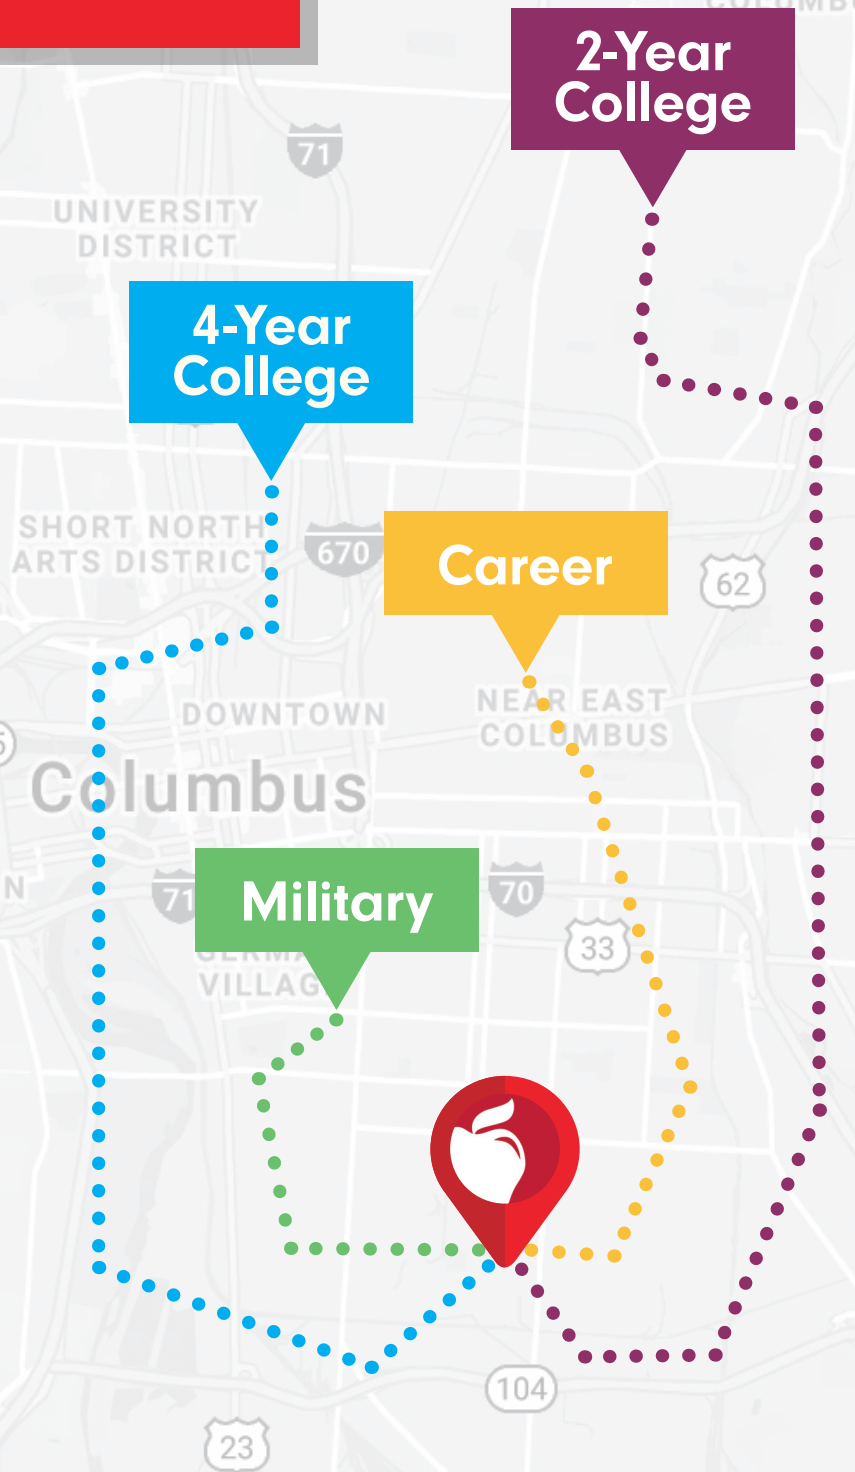 2-Year
College
71
UNIVERSITY
DISTRICT
4-Year
College
SHORT NORTH
ARTS DISTRICT
670
Career
62
NEAR EAST
COLUMBUS
DOWNTOWN
Columbus
71
Military
70
33
VILLAG
104
23